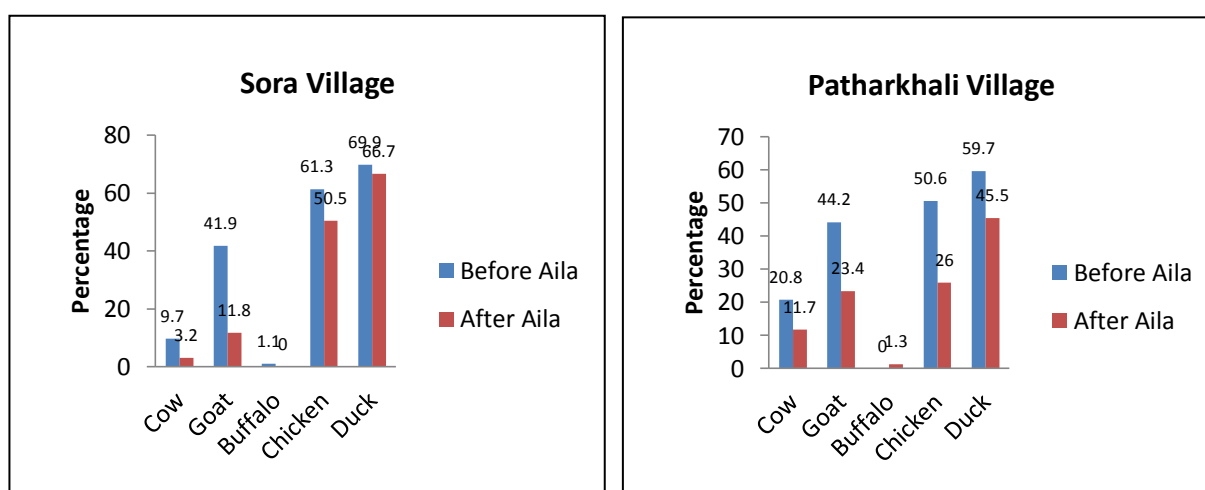 Sora Village
Percentage
80
60
40
20
0
9.7
3.2
41.9
11.8
1.1
0
61.3
50.5
69.9
66.7
Cow
Goat
Buffalo
Chicken
Duck
Before Aila
After Aila
Patharkhali Village
Percentage
70
60
50
40
30
20
10
0
20.8
11.7
44.2
23.4
0
1.3
50.6
26
59.7
45.5
Cow
Goat
Buffalo
Chicken
Duck
Before Aila
After Aila